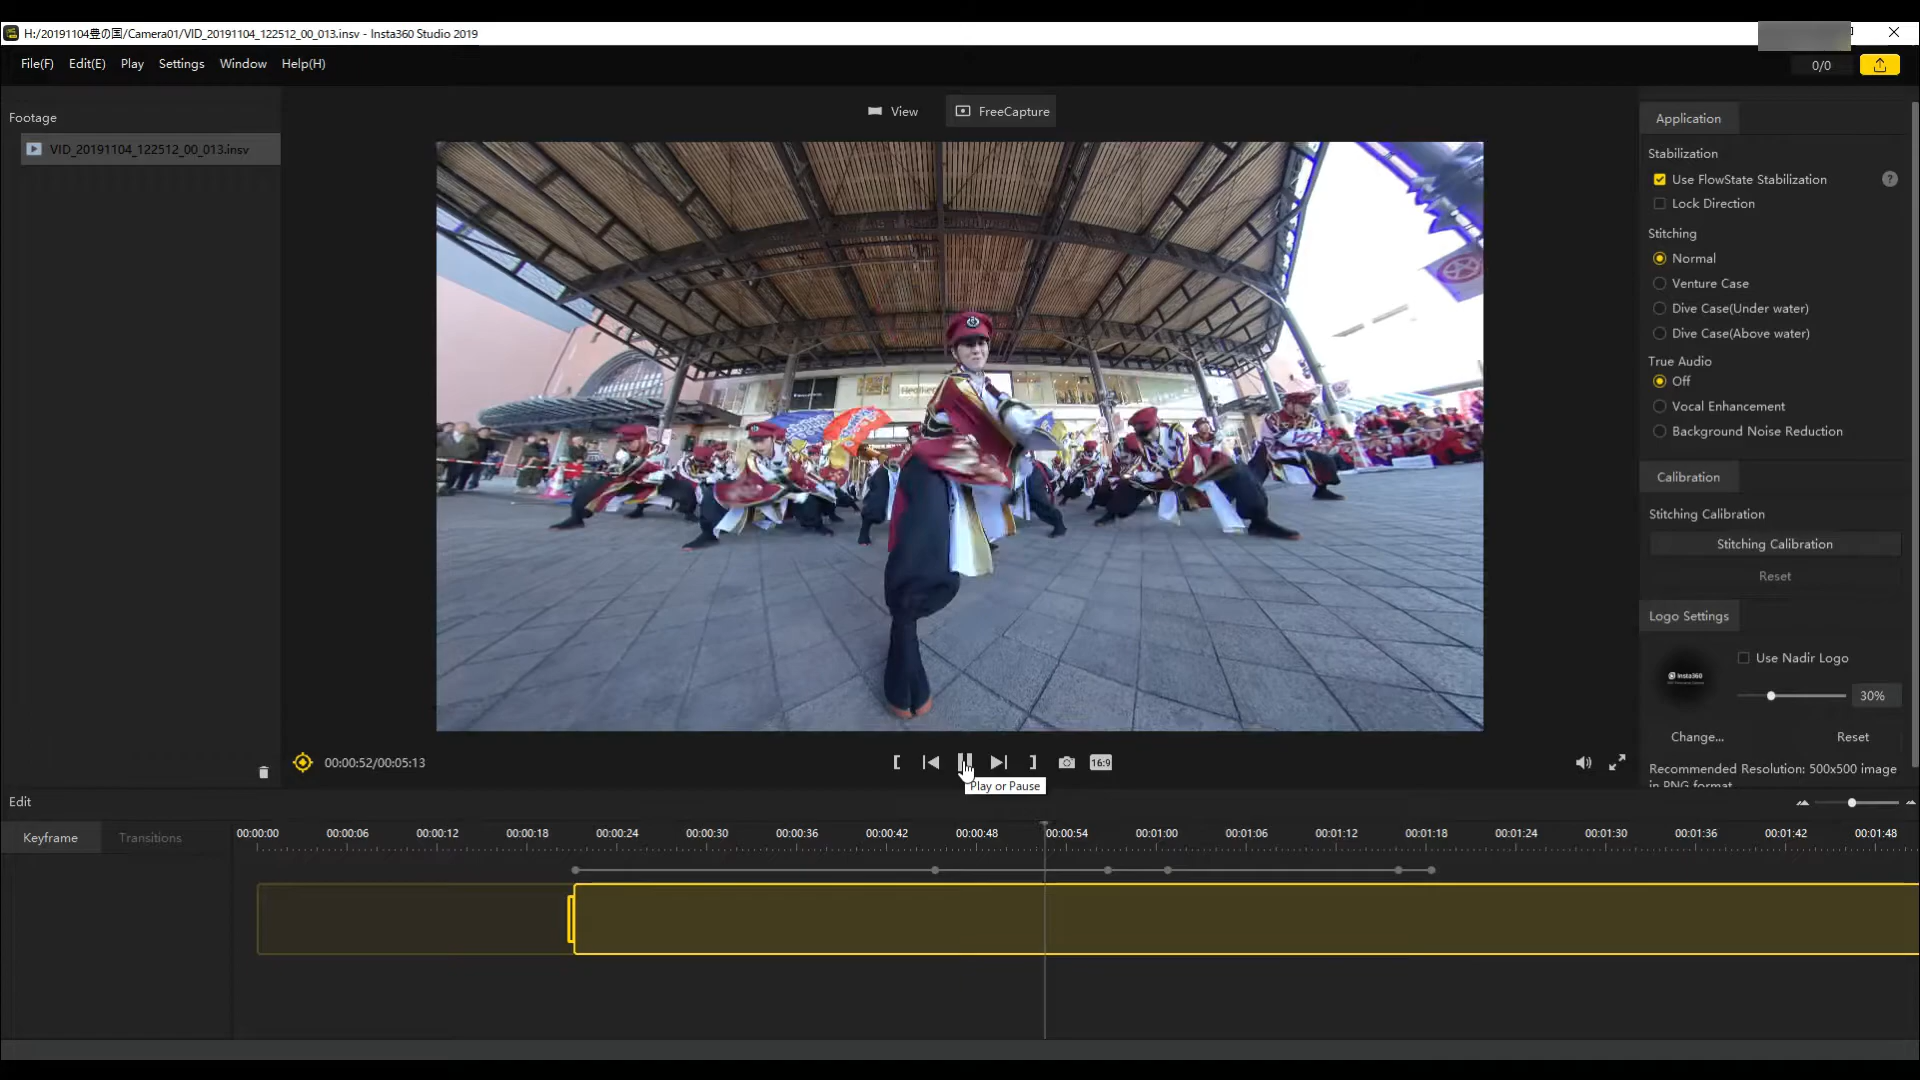 H:/20191104豊の国/Camera01/VID_20191104_122512_00_013.insv - Insta360 Studio 2019
File(F) Edit(E) Play Settings Window Help(H)
0/0
Footage
VID_20191104_122512_00_013.insv
View FreeCapture
Application
Stabilization
Use FlowState Stabilization
?
Lock Direction
Stitching
Normal
Venture Case
Dive Case(Under water)
Dive Case(Above water)
True Audio
Off
Vocal Enhancement
Background Noise Reduction
Calibration
Stitching Calibration
Stitching Calibration
Reset
Logo Settings
Insta360
Use Nadir Logo
30%
Change... Reset
Recommended Resolution: 500x500 image
in PNG format
00:00:52/00:05:13
16:9
Play or Pause
Edit
Keyframe Transitions
00:00:00 00:00:06 00:00:12 00:00:18 00:00:24 00:00:30 00:00:36 00:00:42 00:00:48 00:00:54 00:01:00 00:01:06 00:01:12 00:01:18 00:01:24 00:01:30 00:01:36 00:01:42 00:01:48